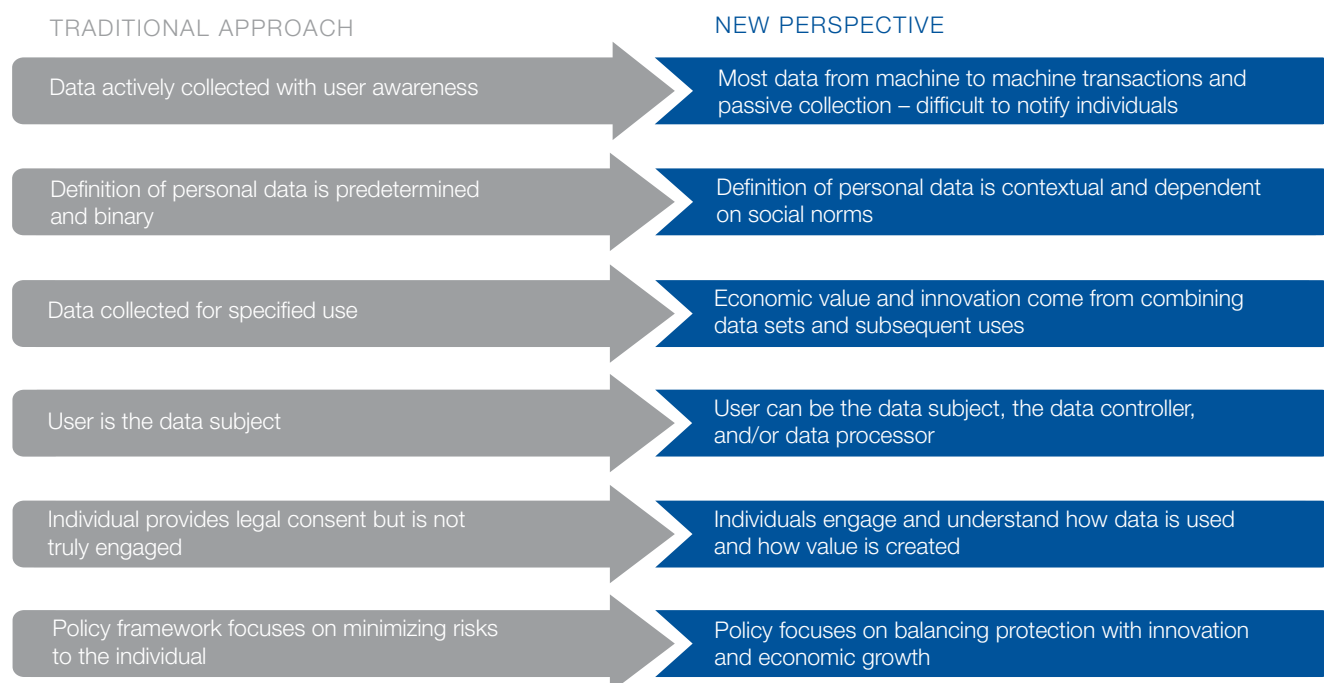 TRADITIONAL APPROACH
NEW PERSPECTIVE
Data actively collected with user awareness
Most data from machine to machine transactions and
passive collection – difficult to notify individuals
Definition of personal data is predetermined
and binary
Definition of personal data is contextual and dependent
on social norms
Data collected for specified use
Economic value and innovation come from combining
data sets and subsequent uses
User is the data subject
User can be the data subject, the data controller,
and/or data processor
Individual provides legal consent but is not
truly engaged
Individuals engage and understand how data is used
and how value is created
Policy framework focuses on minimizing risks
to the individual
Policy focuses on balancing protection with innovation
and economic growth